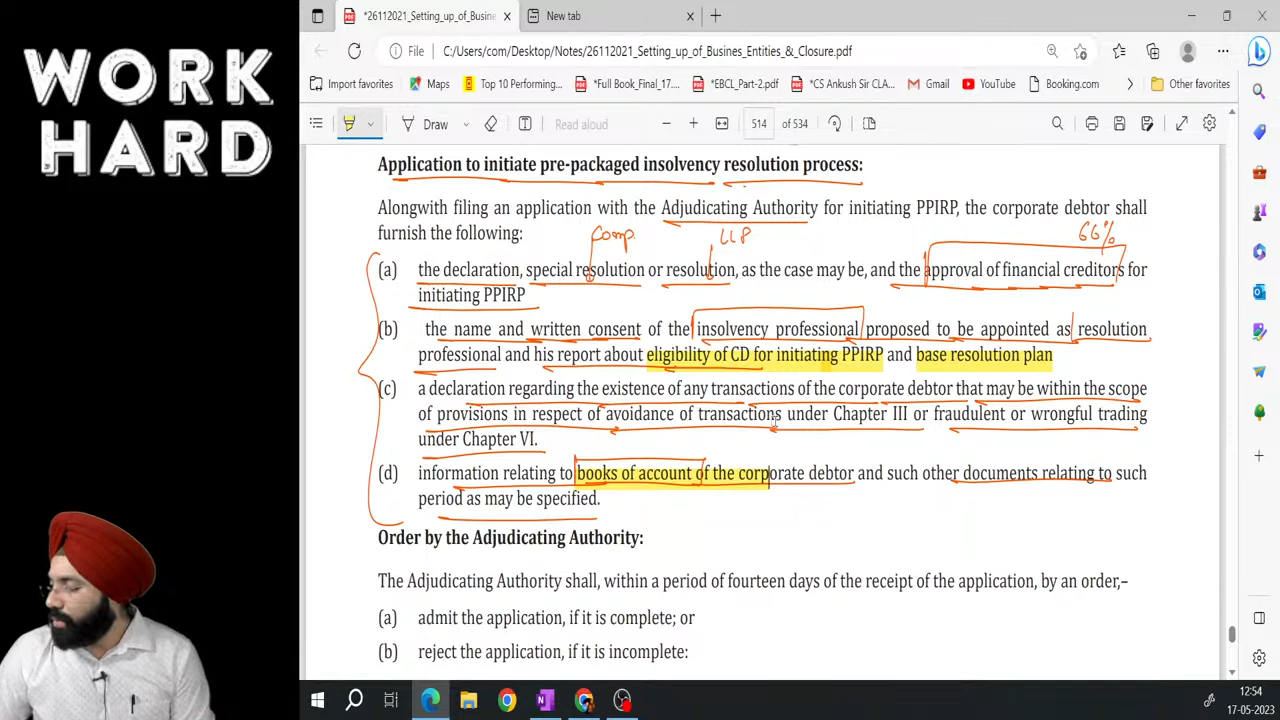 WORK
HARD
*26112021_Setting_up_of_Busines
New tab
File
C:/Users/com/Desktop/Notes/26112021_Setting_up_of_Busines_Entities_&_Closure.pdf
Import favorites
Maps
Top 10 Performing...
*Full Book_Final_17....
*EBCL_Part-2.pdf
*CS Ankush Sir CLA...
Gmail
YouTube
Booking.com
Other favorites
Draw
Read aloud
514
of 534
Application to initiate pre-packaged insolvency resolution process:
Alongwith filing an application with the Adjudicating Authority for initiating PPIRP, the corporate debtor shall
furnish the following:
Comp.
LLP
66%
(a) the declaration, special resolution or resolution, as the case may be, and the approval of financial creditors for
initiating PPIRP
(b) the name and written consent of the insolvency professional proposed to be appointed as resolution
professional and his report about eligibility of CD for initiating PPIRP and base resolution plan
(c) a declaration regarding the existence of any transactions of the corporate debtor that may be within the scope
of provisions in respect of avoidance of transactions under Chapter III or fraudulent or wrongful trading
under Chapter VI.
(d) information relating to books of account of the corporate debtor and such other documents relating to such
period as may be specified.
Order by the Adjudicating Authority:
The Adjudicating Authority shall, within a period of fourteen days of the receipt of the application, by an order,–
(a) admit the application, if it is complete; or
(b) reject the application, if it is incomplete:
12:54
17-05-2023